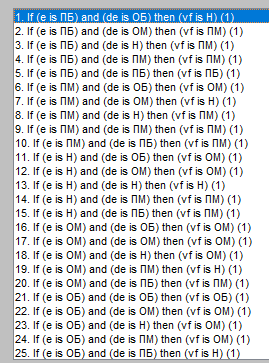 1. If (e is ПБ) and (de is ОБ) then (vf is Н) (1)
2. If (e is ПБ) and (de is ОМ) then (vf is ПМ) (1)
3. If (e is ПБ) and (de is Н) then (vf is ПМ) (1)
4. If (e is ПБ) and (de is ПМ) then (vf is ПБ) (1)
5. If (e is ПБ) and (de is ПБ) then (vf is ПБ) (1)
6. If (e is ПМ) and (de is ОБ) then (vf is ОМ) (1)
7. If (e is ПМ) and (de is ОМ) then (vf is Н) (1)
8. If (e is ПМ) and (de is Н) then (vf is ПМ) (1)
9. If (e is ПМ) and (de is ПМ) then (vf is ПМ) (1)
10. If (e is ПМ) and (de is ПБ) then (vf is ПМ) (1)
11. If (e is Н) and (de is ОБ) then (vf is ОМ) (1)
12. If (e is Н) and (de is ОМ) then (vf is ОМ) (1)
13. If (e is Н) and (de is Н) then (vf is Н) (1)
14. If (e is Н) and (de is ПМ) then (vf is ПМ) (1)
15. If (e is Н) and (de is ПБ) then (vf is ПМ) (1)
16. If (e is ОМ) and (de is ОБ) then (vf is ОМ) (1)
17. If (e is ОМ) and (de is ОМ) then (vf is ОМ) (1)
18. If (e is ОМ) and (de is Н) then (vf is ОМ) (1)
19. If (e is ОМ) and (de is ПМ) then (vf is Н) (1)
20. If (e is ОМ) and (de is ПБ) then (vf is ПМ) (1)
21. If (e is ОБ) and (de is ОБ) then (vf is ОБ) (1)
22. If (e is ОБ) and (de is ОМ) then (vf is ОМ) (1)
23. If (e is ОБ) and (de is Н) then (vf is ОМ) (1)
24. If (e is ОБ) and (de is ПМ) then (vf is ОМ) (1)
25. If (e is ОБ) and (de is ПБ) then (vf is Н) (1)